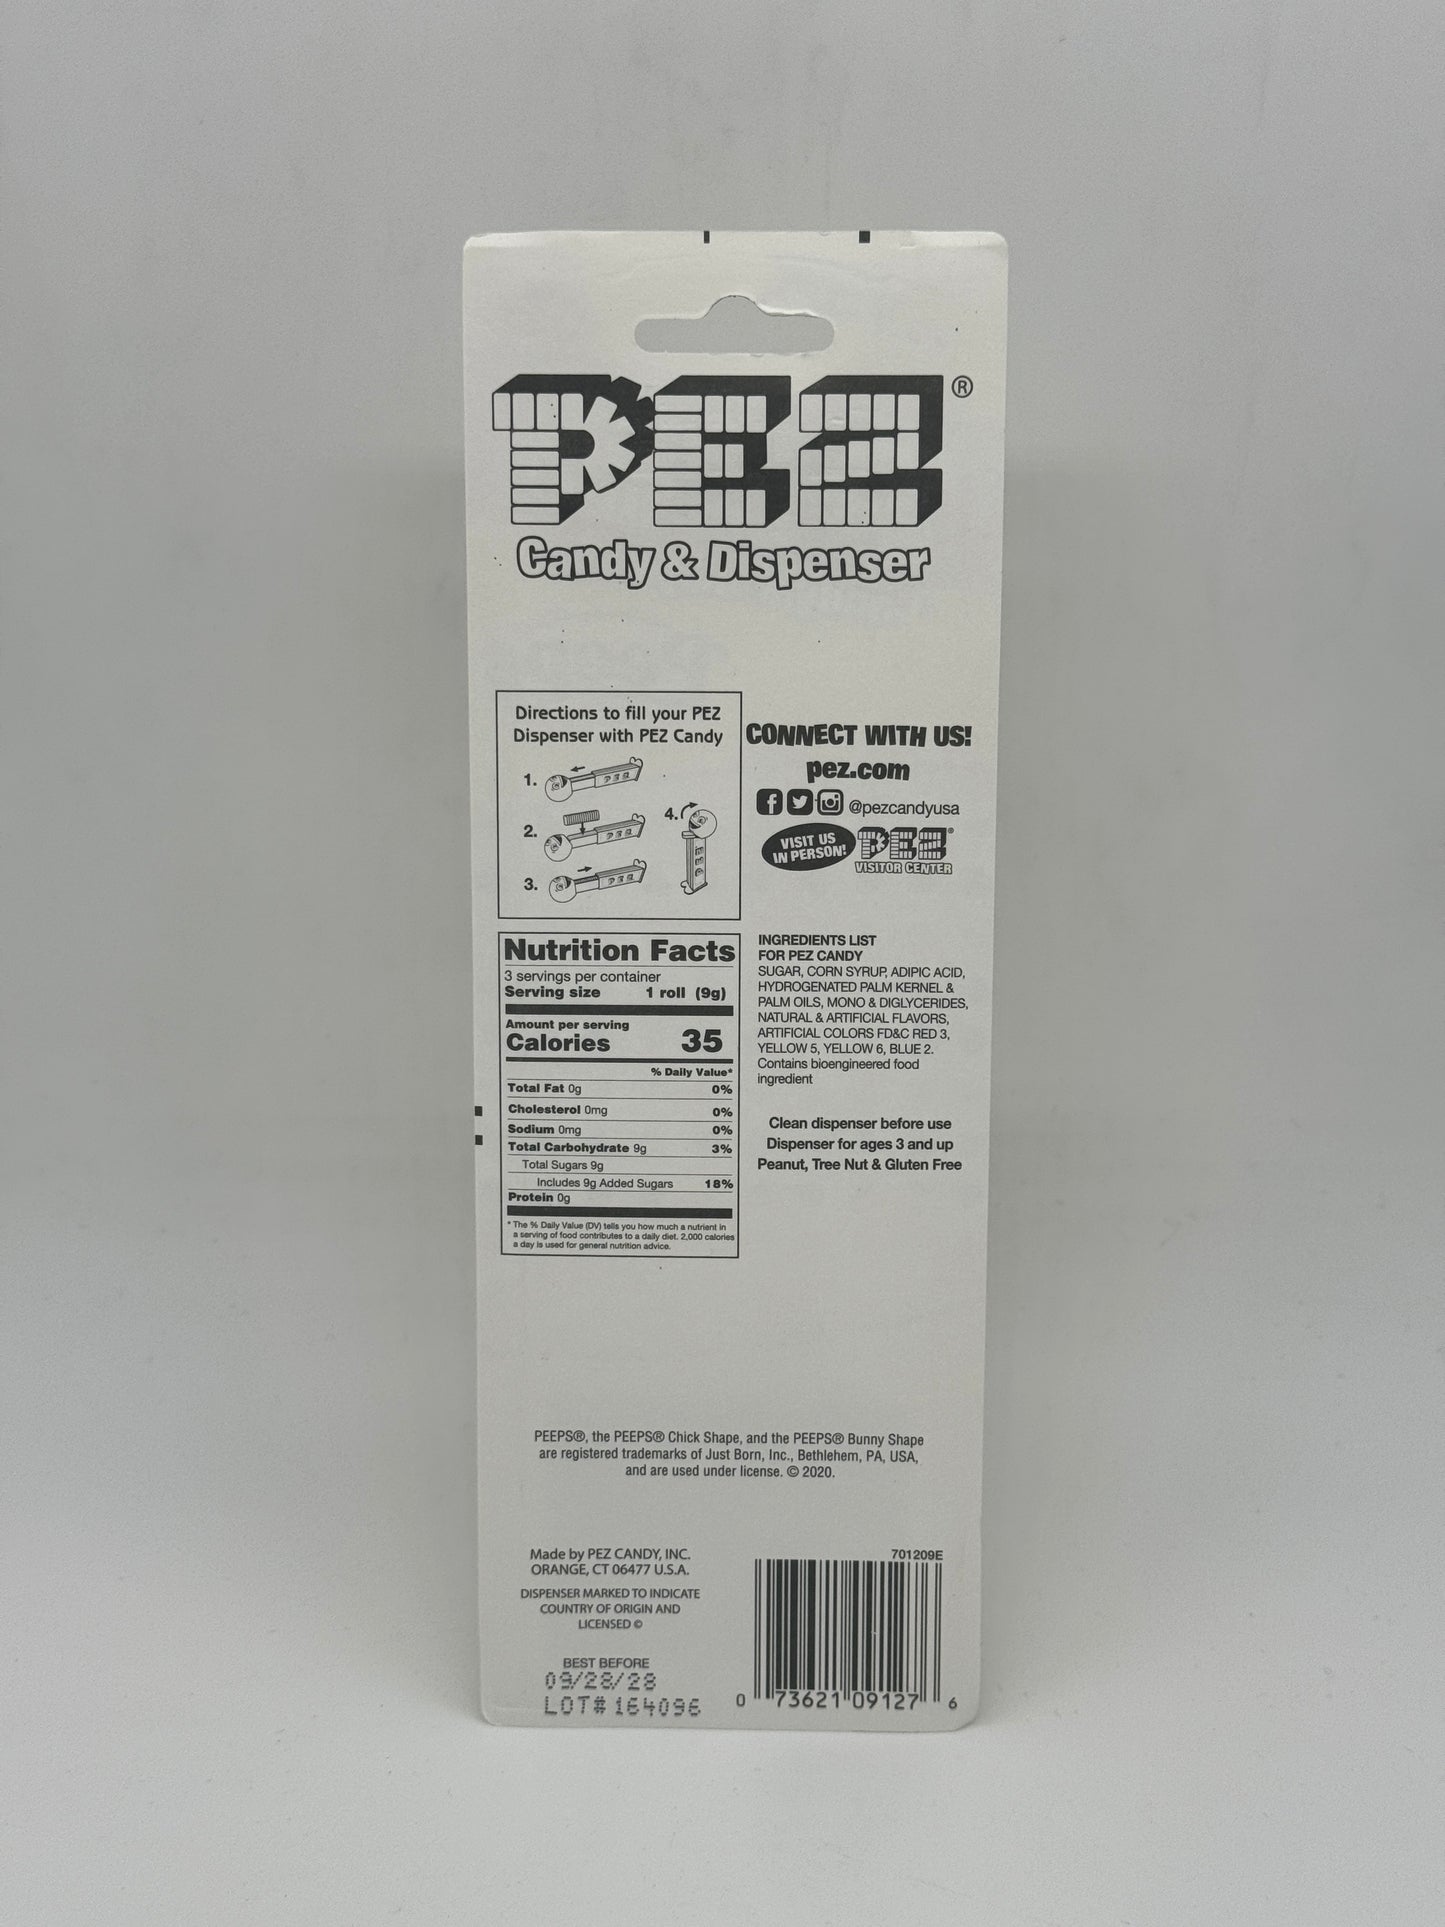 PEZ®
Candy & Dispenser
Directions to fill your PEZ
Dispenser with PEZ Candy
1.
2.
3.
4.
PEZ
PEZ
PEZ
PEZ
CONNECT WITH US!
pez.com
@pezcandyusa
VISIT US
IN PERSON!
PEZ®
VISITOR CENTER
Nutrition Facts
3 servings per container
Serving size 1 roll (9g)
Amount per serving
Calories 35
% Daily Value*
Total Fat 0g 0%
Cholesterol 0mg 0%
Sodium 0mg 0%
Total Carbohydrate 9g 3%
Total Sugars 9g
Includes 9g Added Sugars 18%
Protein 0g
* The % Daily Value (DV) tells you how much a nutrient in
a serving of food contributes to a daily diet. 2,000 calories
a day is used for general nutrition advice.
INGREDIENTS LIST
FOR PEZ CANDY
SUGAR, CORN SYRUP, ADIPIC ACID,
HYDROGENATED PALM KERNEL &
PALM OILS, MONO & DIGLYCERIDES,
NATURAL & ARTIFICIAL FLAVORS,
ARTIFICIAL COLORS FD&C RED 3,
YELLOW 5, YELLOW 6, BLUE 2.
Contains bioengineered food
ingredient
Clean dispenser before use
Dispenser for ages 3 and up
Peanut, Tree Nut & Gluten Free
PEEPS®, the PEEPS® Chick Shape, and the PEEPS® Bunny Shape
are registered trademarks of Just Born, Inc., Bethlehem, PA, USA,
and are used under license. © 2020.
Made by PEZ CANDY, INC.
ORANGE, CT 06477 U.S.A.
DISPENSER MARKED TO INDICATE
COUNTRY OF ORIGIN AND
LICENSED ©
BEST BEFORE
09/28/28
LOT# 164096
701209E
0 73621 09127 6